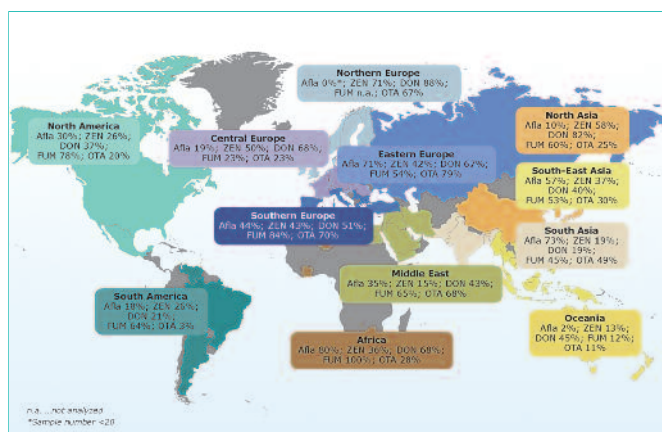 Northern Europe
Afla 0%*; ZEN 71%; DON 88%;
FUM n.a.; OTA 67%
North America
Afla 30%; ZEN 26%;
DON 37%;
FUM 78%; OTA 20%
Central Europe
Afla 19%; ZEN 50%; DON 68%;
FUM 23%; OTA 23%
North Asia
Afla 10%; ZEN 58%;
DON 82%
FUM 60%; OTA 25%
Eastern Europe
Afla 71%; ZEN 42%; DON 67%;
FUM 54%; OTA 79%
South-East Asia
Afla 57%; ZEN 37%;
DON 40%;
FUM 53%; OTA 30%
Southern Europe
Afla 44%; ZEN 43%; DON 51%;
FUM 84%; OTA 70%
South Asia
Afla 73%; ZEN 19%;
DON 19%;
FUM 45%; OTA 49%
Middle East
Afla 35%; ZEN 15%; DON 43%;
FUM 65%; OTA 68%
South America
Afla 18%; ZEN 26%;
DON 21%;
FUM 64%; OTA 3%
Oceania
Afla 2%; ZEN 13%;
DON 45%; FUM 12%;
OTA 11%
Africa
Afla 80%; ZEN 36%; DON 68%;
FUM 100%; OTA 28%
n.a. ...not analyzed
*Sample number <20